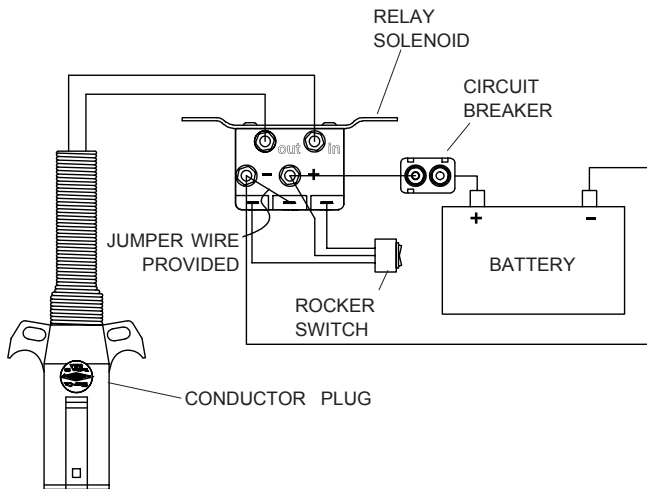 RELAY
SOLENOID
CIRCUIT
BREAKER
out in
- +
+ -
JUMPER WIRE
PROVIDED
BATTERY
ROCKER
SWITCH
CONDUCTOR PLUG